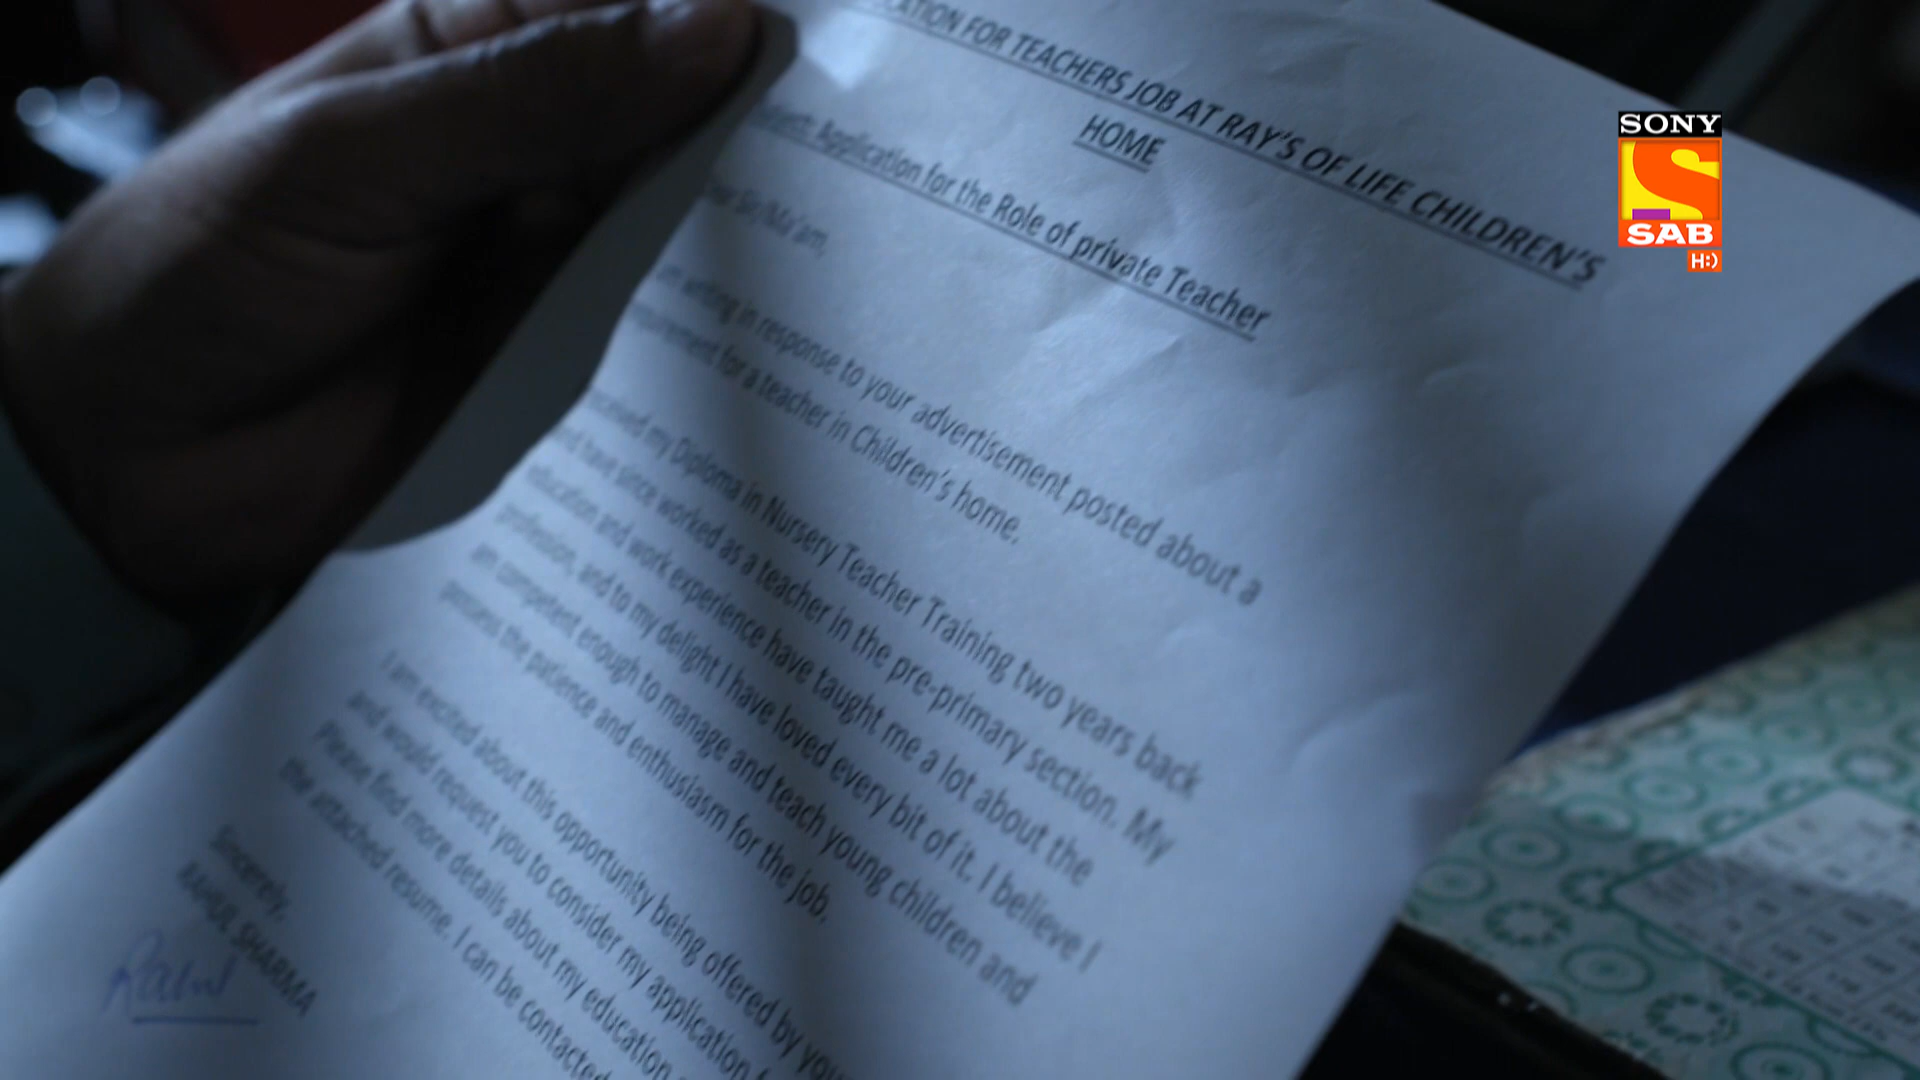 CATION FOR TEACHERS JOB AT RAY'S OF LIFE CHILDREN'S
HOME
Application for the Role of private Teacher
Sir/Ma'am,
writing in response to your advertisement posted about a
for a teacher in Children's home.
my Diploma in Nursery Teacher Training two years back
and have since worked as a teacher in the pre-primary section. My
education and work experience have taught me a lot about the
profession, and to my delight I have loved every bit of it. I believe I
am competent enough to manage and teach young children and
possess the patience and enthusiasm for the job.
I am excited about this opportunity being offered by you
and would request you to consider my application
Please find more details about my education
the attached resume. I can be contacted
Sincerely,
RAHUL SHARMA
Rahul
SONY
S
SAB
H:)